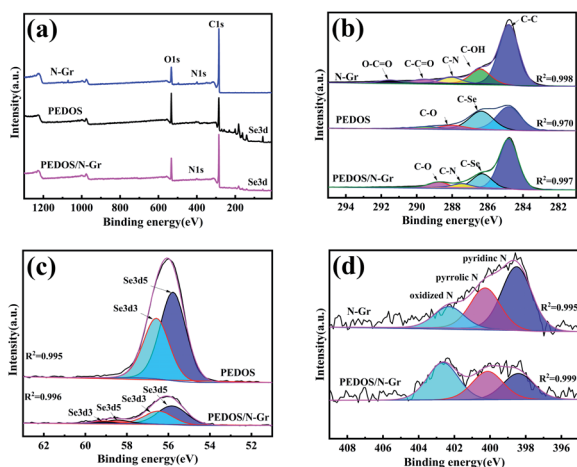 (a)
C1s
O1s
N1s
N-Gr
PEDOS
Se3d
PEDOS/N-Gr
N1s
Se3d
Intensity(a.u.)
1200 1000 800 600 400 200
Binding energy(eV)
(b)
C-C
C-OH
C-N
C-C=O
O-C=O
N-Gr
R²=0.998
C-Se
C-O
PEDOS
R²=0.970
C-Se
C-N
C-O
PEDOS/N-Gr
R²=0.997
Intensity(a.u.)
294 292 290 288 286 284 282
Binding energy(eV)
(c)
Se3d5
Se3d3
R²=0.995
PEDOS
R²=0.996
Se3d5
Se3d3
Se3d5
Se3d3
PEDOS/N-Gr
Intensity(a.u.)
62 60 58 56 54 52
Binding energy(eV)
(d)
pyridinc N
pyrrolic N
oxidized N
N-Gr
R²=0.995
PEDOS/N-Gr
R²=0.999
Intensity(a.u.)
408 406 404 402 400 398 396
Binding energy(eV)